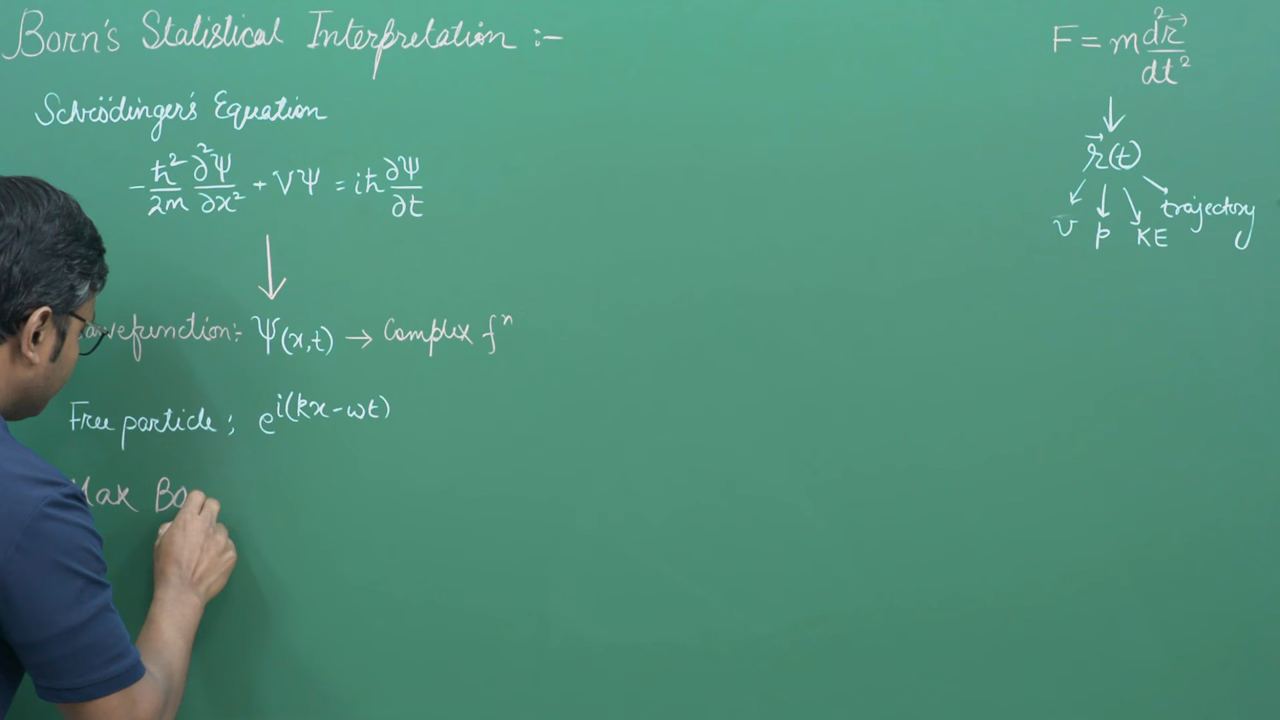 Born's Statistical Interpretation :-
Schrödinger's Equation
-ħ²/2m ∂²Ψ/∂x² + VΨ = iħ ∂Ψ/∂t
:- Ψ(x,t) → Complex fⁿ
Free particle ; e^i(kx-ωt)
F = m d²r⃗/dt²
↓
r⃗(t)
v p KE trajectory